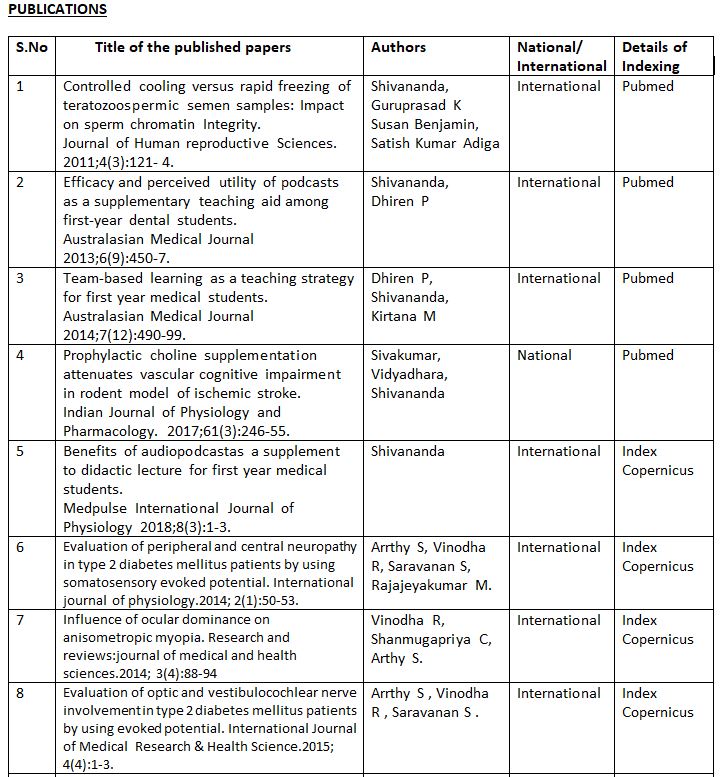 PUBLICATIONS
S.No Title of the published papers Authors National/ International Details of Indexing
1 Controlled cooling versus rapid freezing of
teratozoospermic semen samples: Impact
on sperm chromatin Integrity.
Journal of Human reproductive Sciences.
2011;4(3):121- 4.
Shivananda,
Guruprasad K
Susan Benjamin,
Satish Kumar Adiga
International
Pubmed
2 Efficacy and perceived utility of podcasts
as a supplementary teaching aid among
first-year dental students.
Australasian Medical Journal
2013;6(9):450-7.
Shivananda,
Dhiren P
International
Pubmed
3 Team-based learning as a teaching strategy
for first year medical students.
Australasian Medical Journal
2014;7(12):490-99.
Dhiren P,
Shivananda,
Kirtana M
International
Pubmed
4 Prophylactic choline supplementation
attenuates vascular cognitive impairment
in rodent model of ischemic stroke.
Indian Journal of Physiology and
Pharmacology. 2017;61(3):246-55.
Sivakumar,
Vidyadhara,
Shivananda
National
Pubmed
5 Benefits of audiopodcastas a supplement
to didactic lecture for first year medical
students.
Medpulse International Journal of
Physiology 2018;8(3):1-3.
Shivananda
International
Index
Copernicus
6 Evaluation of peripheral and central neuropathy
in type 2 diabetes mellitus patients by using
somatosensory evoked potential. International
journal of physiology.2014; 2(1):50-53.
Arrthy S, Vinodha
R, Saravanan S,
Rajajeyakumar M.
International
Index
Copernicus
7 Influence of ocular dominance on
anisometropic myopia. Research and
reviews:journal of medical and health
sciences.2014; 3(4):88-94
Vinodha R,
Shanmugapriya C,
Arthy S.
International
Index
Copernicus
8 Evaluation of optic and vestibulocochlear nerve
involvement in type 2 diabetes mellitus patients
by using evoked potential. International Journal
of Medical Research & Health Science.2015;
4(4):1-3.
Arrthy S , Vinodha
R , Saravanan S .
International
Index
Copernicus